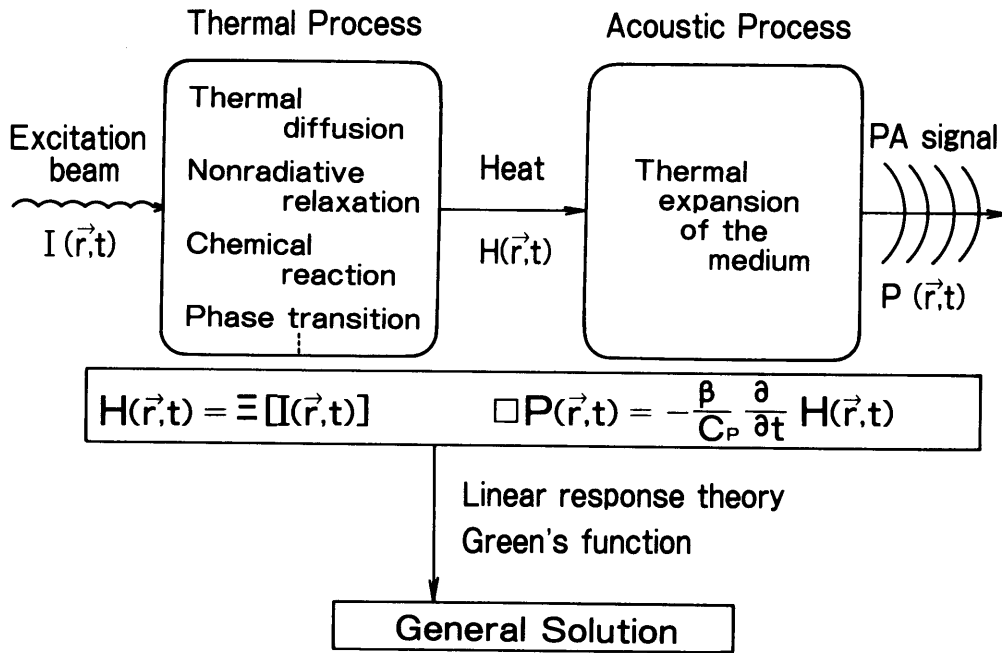 Thermal Process
Acoustic Process
Excitation
beam
I(r⃗,t)
Thermal
diffusion
Nonradiative
relaxation
Chemical
reaction
Phase transition
Heat
H(r⃗,t)
Thermal
expansion
of the
medium
PA signal
P(r⃗,t)
H(r⃗,t) = Ξ[I(r⃗,t)]
□P(r⃗,t) = -β/CP ∂/∂t H(r⃗,t)
Linear response theory
Green's function
General Solution